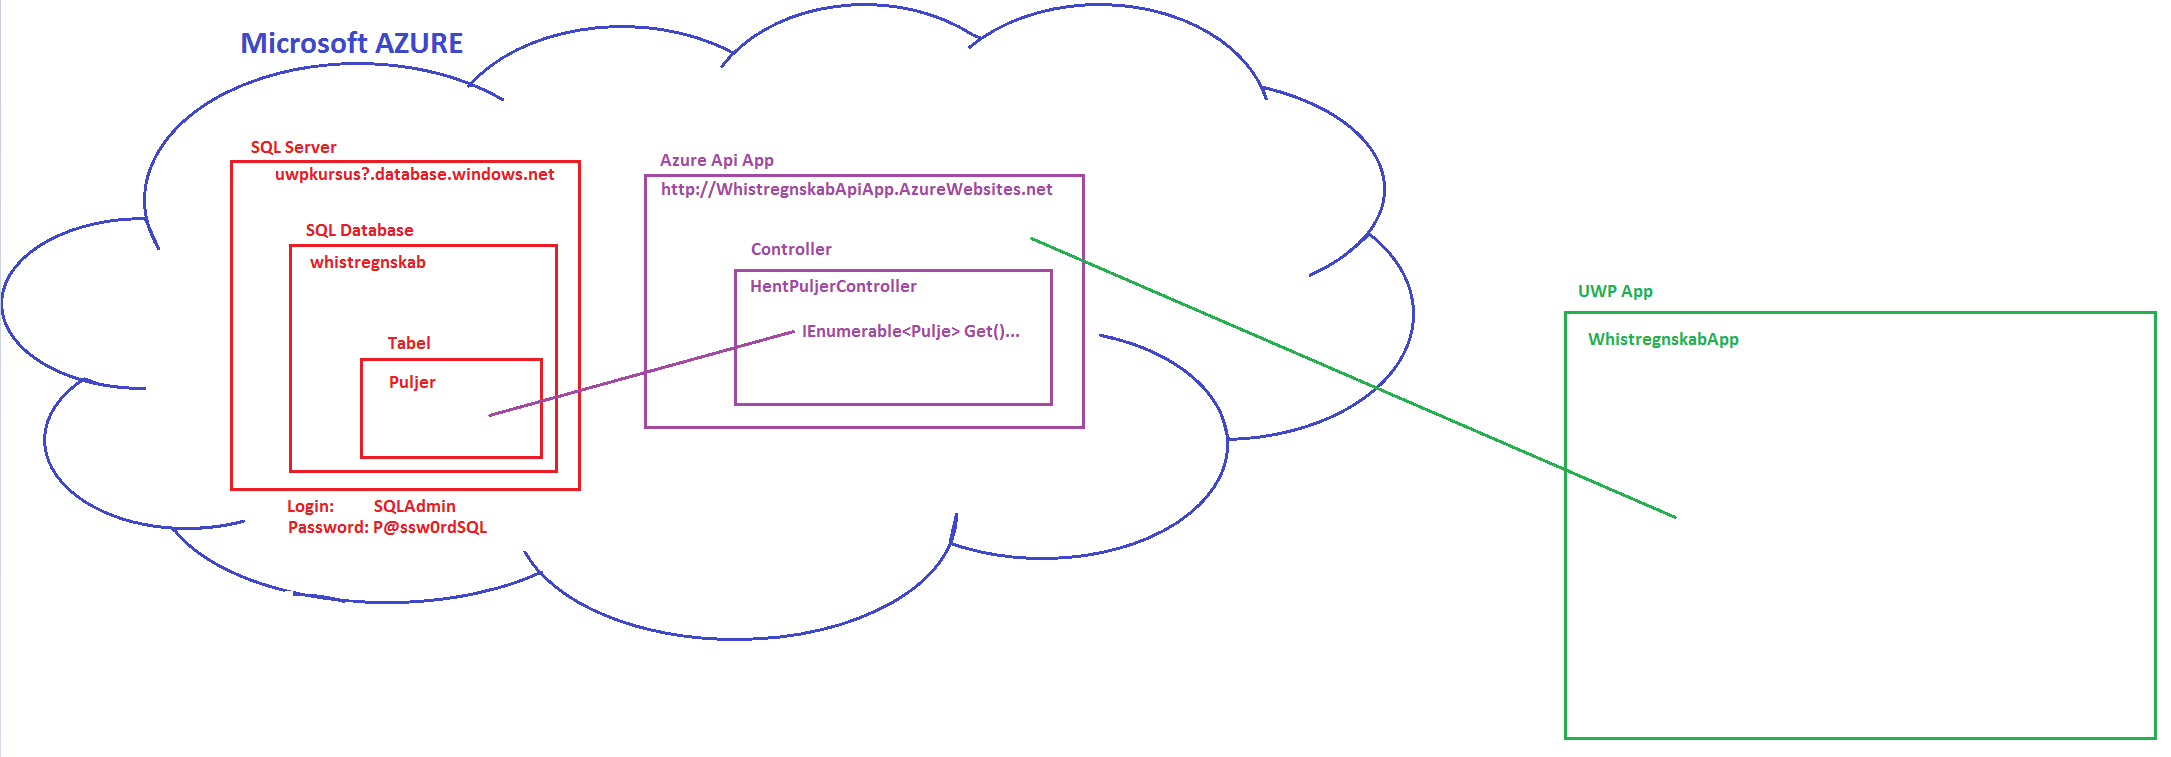 Microsoft AZURE
SQL Server
uwpkursus?.database.windows.net
SQL Database
whistregnskab
Tabel
Puljer
Login: SQLAdmin
Password: P@ssw0rdSQL
Azure Api App
http://WhistregnskabApiApp.AzureWebsites.net
Controller
HentPuljerController
IEnumerable<Pulje> Get()...
UWP App
WhistregnskabApp